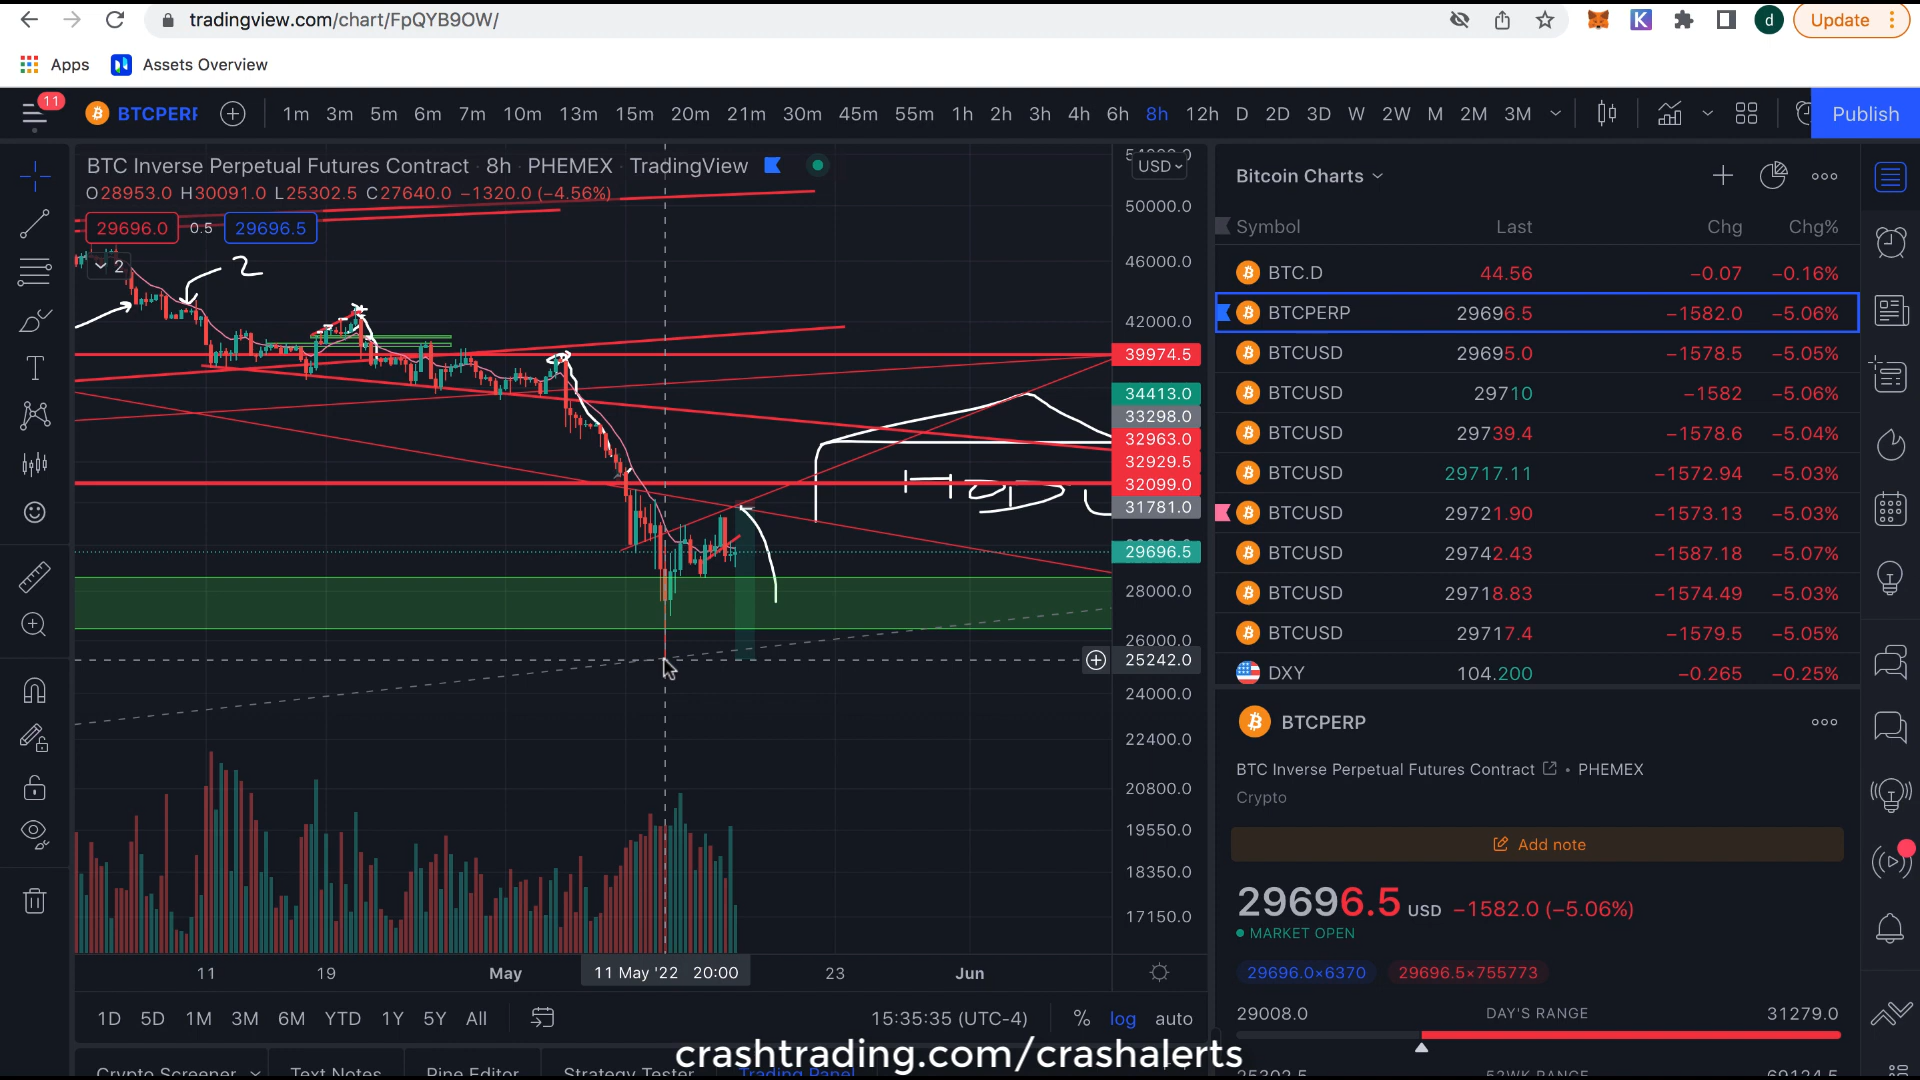 tradingview.com/chart/FpQYB9OW/
d
Update
Apps
Assets Overview
11
BTCPERP
1m 3m 5m 6m 7m 10m 13m 15m 20m 21m 30m 45m 55m 1h 2h 3h 4h 6h 8h 12h D 2D 3D W 2W M 2M 3M
Publish
BTC Inverse Perpetual Futures Contract · 8h · PHEMEX · TradingView
O28953.0 H30091.0 L25302.5 C27640.0 −1320.0 (−4.56%)
29696.0 0.5 29696.5
2
2
HOD
USD
50000.0
46000.0
42000.0
39974.5
34413.0
33298.0
32963.0
32929.5
32099.0
31781.0
29696.5
28000.0
26000.0
25242.0
24000.0
22400.0
20800.0
19550.0
18350.0
17150.0
11 19 May 11 May '22 20:00 23 Jun
1D 5D 1M 3M 6M YTD 1Y 5Y All
15:35:35 (UTC-4) % log auto
Crypto Screener Text Notes Pine Editor Strategy Tester Trading Panel
crashtrading.com/crashalerts
Bitcoin Charts
Symbol Last Chg Chg%
BTC.D 44.56 −0.07 −0.16%
BTCPERP 29696.5 −1582.0 −5.06%
BTCUSD 29695.0 −1578.5 −5.05%
BTCUSD 29710 −1582 −5.06%
BTCUSD 29739.4 −1578.6 −5.04%
BTCUSD 29717.11 −1572.94 −5.03%
BTCUSD 29721.90 −1573.13 −5.03%
BTCUSD 29742.43 −1587.18 −5.07%
BTCUSD 29718.83 −1574.49 −5.03%
BTCUSD 29717.4 −1579.5 −5.05%
DXY 104.200 −0.265 −0.25%
BTCPERP
BTC Inverse Perpetual Futures Contract • PHEMEX
Crypto
Add note
29696.5 USD −1582.0 (−5.06%)
MARKET OPEN
29696.0×6370 29696.5×755773
29008.0 DAY'S RANGE 31279.0
25302.5 52WK RANGE 69124.5